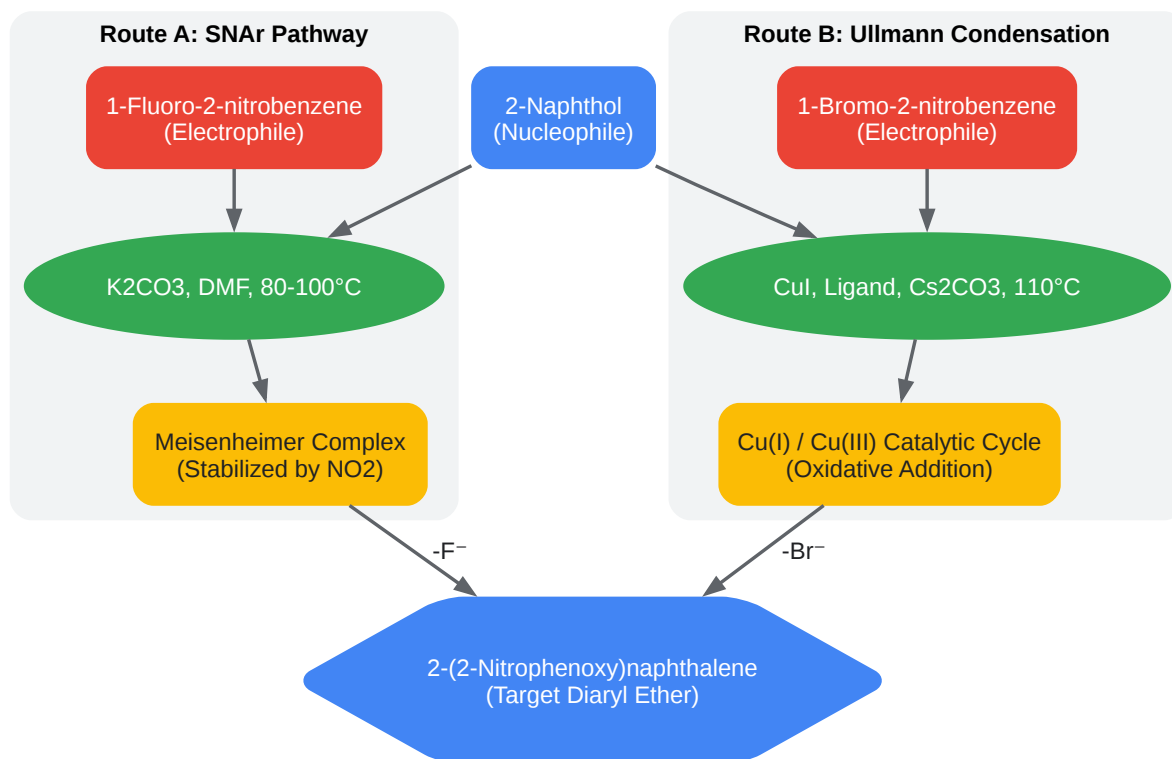 Route A: SNAr Pathway
Route B: Ullmann Condensation
1-Fluoro-2-nitrobenzene
(Electrophile)
2-Naphthol
(Nucleophile)
1-Bromo-2-nitrobenzene
(Electrophile)
K2CO3, DMF, 80-100°C
CuI, Ligand, Cs2CO3, 110°C
Meisenheimer Complex
(Stabilized by NO2)
Cu(I) / Cu(III) Catalytic Cycle
(Oxidative Addition)
-F⁻
-Br⁻
2-(2-Nitrophenoxy)naphthalene
(Target Diaryl Ether)